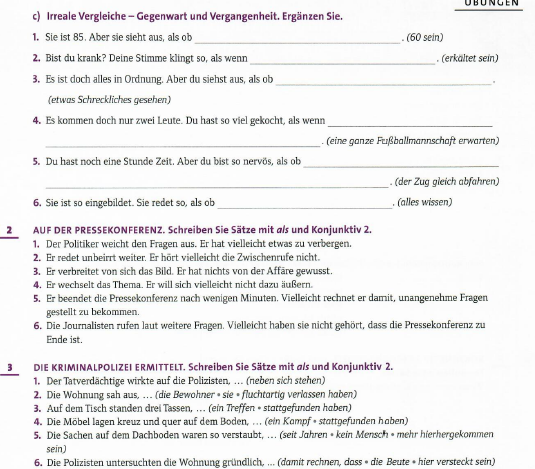 ÜBUNGEN
c) Irreale Vergleiche – Gegenwart und Vergangenheit. Ergänzen Sie.
1. Sie ist 85. Aber sie sieht aus, als ob ____________________ . (60 sein)
2. Bist du krank? Deine Stimme klingt so, als wenn ____________________ . (erkältet sein)
3. Es ist doch alles in Ordnung. Aber du siehst aus, als ob ____________________ .
(etwas Schreckliches gesehen)
4. Es kommen doch nur zwei Leute. Du hast so viel gekocht, als wenn ____________________
____________________ . (eine ganze Fußballmannschaft erwarten)
5. Du hast noch eine Stunde Zeit. Aber du bist so nervös, als ob ____________________
____________________ . (der Zug gleich abfahren)
6. Sie ist so eingebildet. Sie redet so, als ob ____________________ . (alles wissen)
2 AUF DER PRESSEKONFERENZ. Schreiben Sie Sätze mit als und Konjunktiv 2.
1. Der Politiker weicht den Fragen aus. Er hat vielleicht etwas zu verbergen.
2. Er redet unbeirrt weiter. Er hört vielleicht die Zwischenrufe nicht.
3. Er verbreitet von sich das Bild. Er hat nichts von der Affäre gewusst.
4. Er wechselt das Thema. Er will sich vielleicht nicht dazu äußern.
5. Er beendet die Pressekonferenz nach wenigen Minuten. Vielleicht rechnet er damit, unangenehme Fragen
gestellt zu bekommen.
6. Die Journalisten rufen laut weitere Fragen. Vielleicht haben sie nicht gehört, dass die Pressekonferenz zu
Ende ist.
3 DIE KRIMINALPOLIZEI ERMITTELT. Schreiben Sie Sätze mit als und Konjunktiv 2.
1. Der Tatverdächtige wirkte auf die Polizisten, … (neben sich stehen)
2. Die Wohnung sah aus, … (die Bewohner • sie • fluchtartig verlassen haben)
3. Auf dem Tisch standen drei Tassen, … (ein Treffen • stattgefunden haben)
4. Die Möbel lagen kreuz und quer auf dem Boden, … (ein Kampf • stattgefunden haben)
5. Die Sachen auf dem Dachboden waren so verstaubt, … (seit Jahren • kein Mensch • mehr hierhergekommen
sein)
6. Die Polizisten untersuchten die Wohnung gründlich, … (damit rechnen, dass • die Beute • hier versteckt sein)